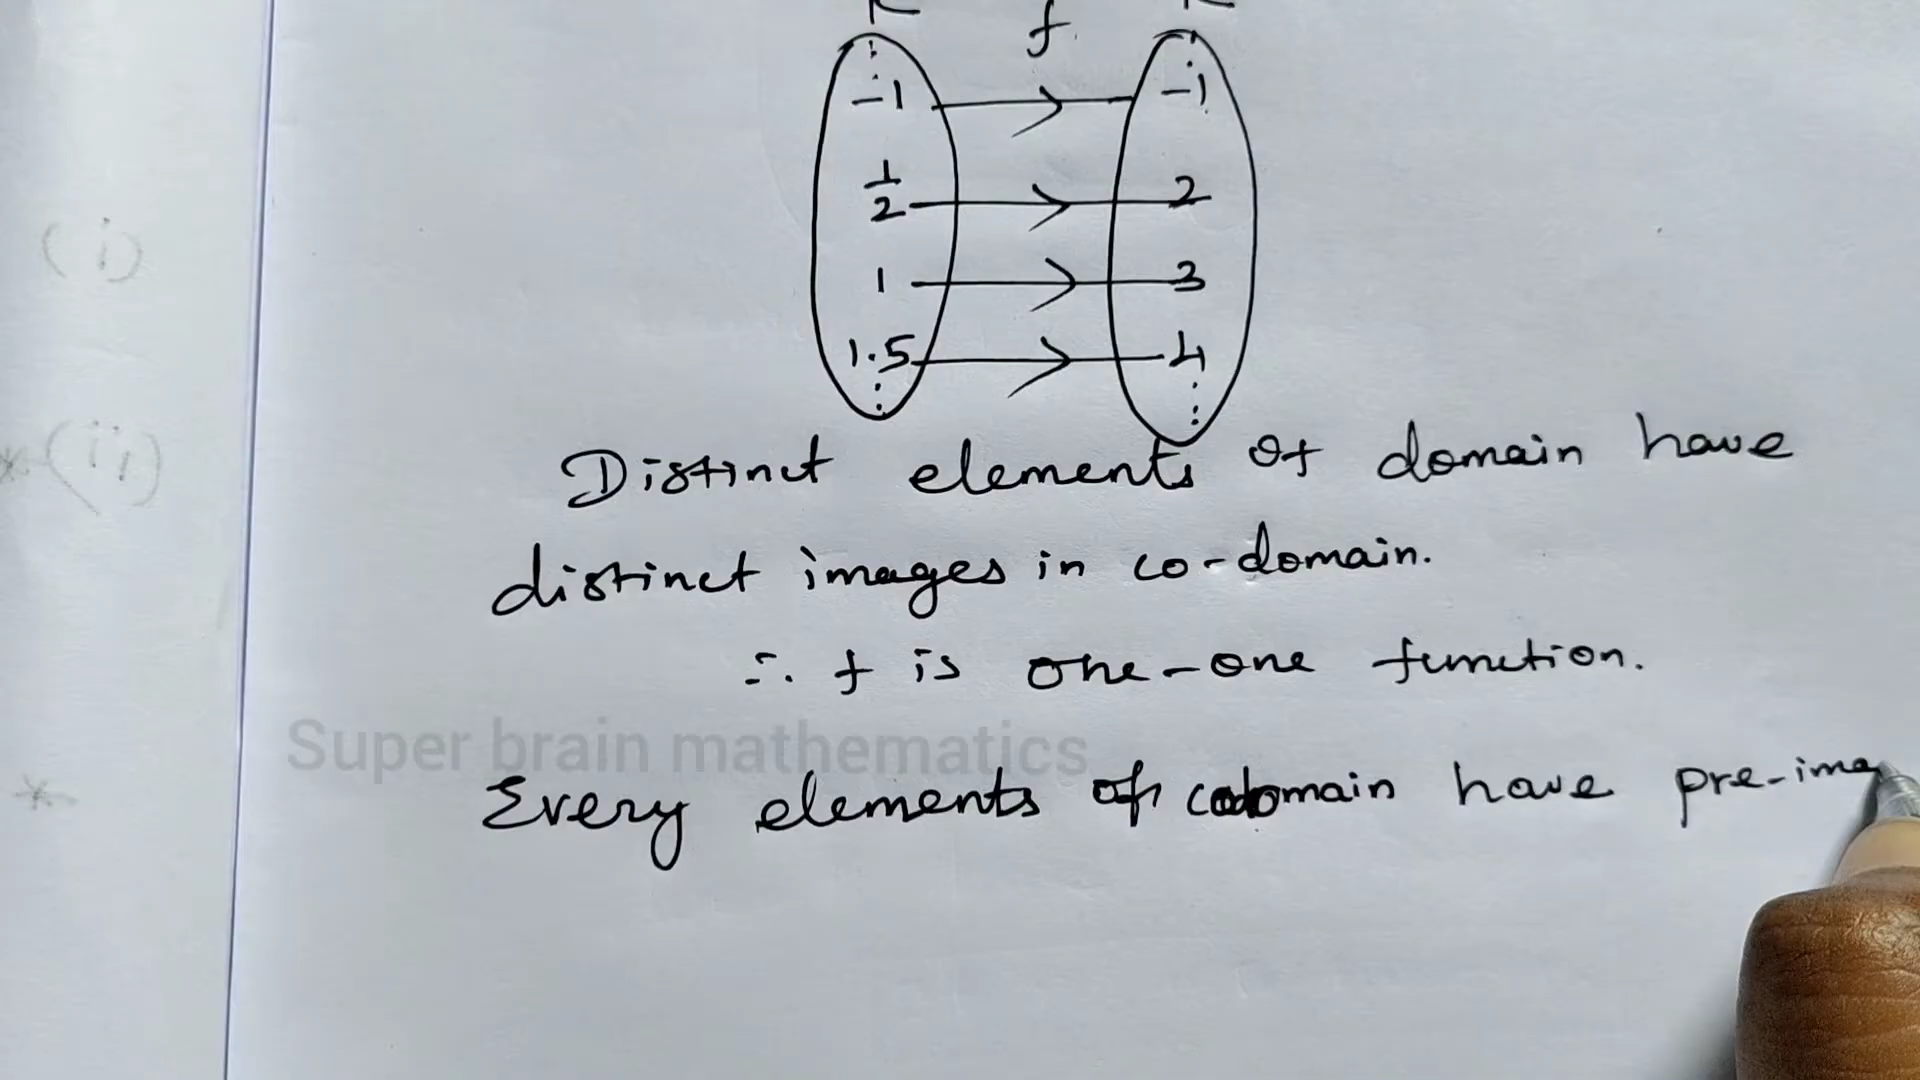 f
-1 -1
1/2 2
1 3
1.5 4
(i)
Distinct elements of domain have
* (ii)
distinct images in co-domain.
∴ f is one-one function.
Super brain mathematics
* Every elements of codomain have pre-ima